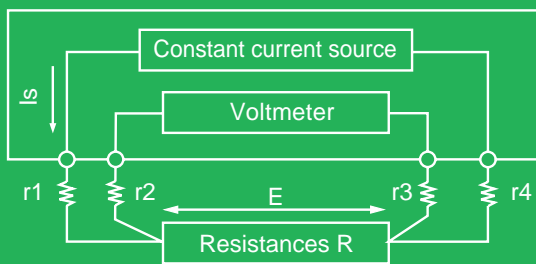 Constant current source
Is
Voltmeter
r1
r2
E
r3
r4
Resistances R